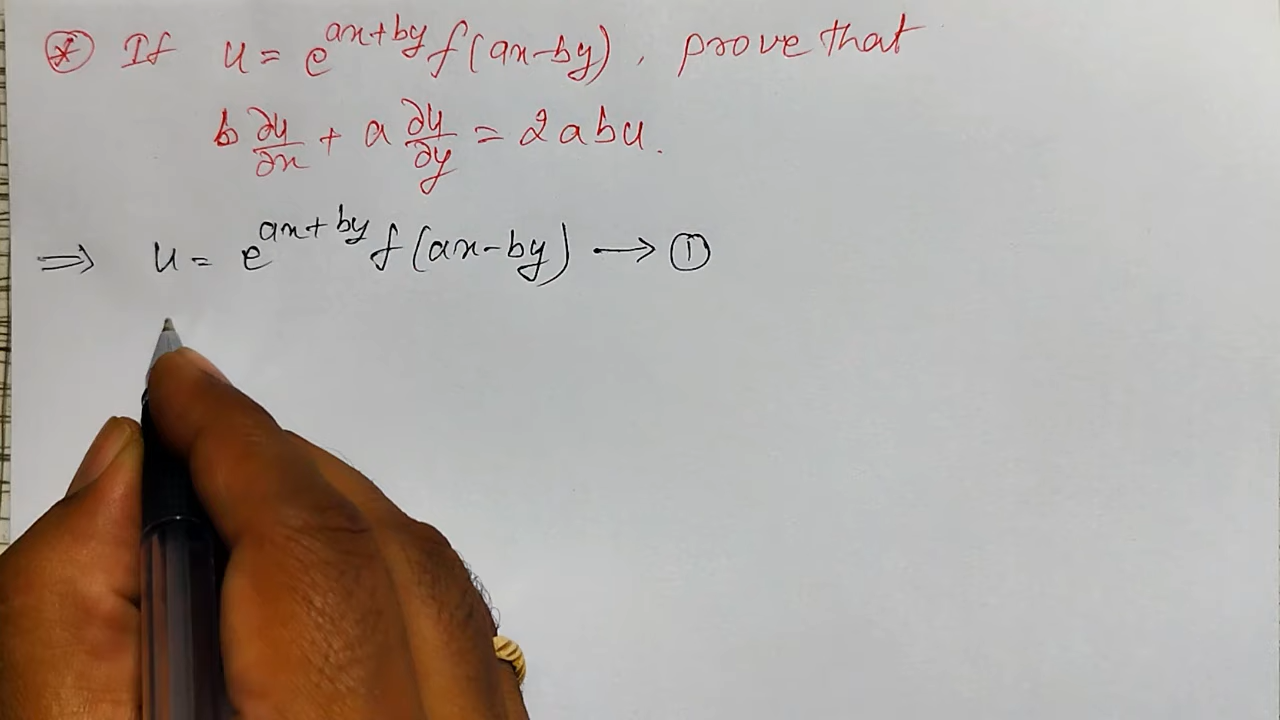 ⊛ If u = e^{ax+by} f(ax-by), prove that
b ∂u/∂x + a ∂u/∂y = 2abu.
⇒ u = e^{ax+by} f(ax-by) → ①